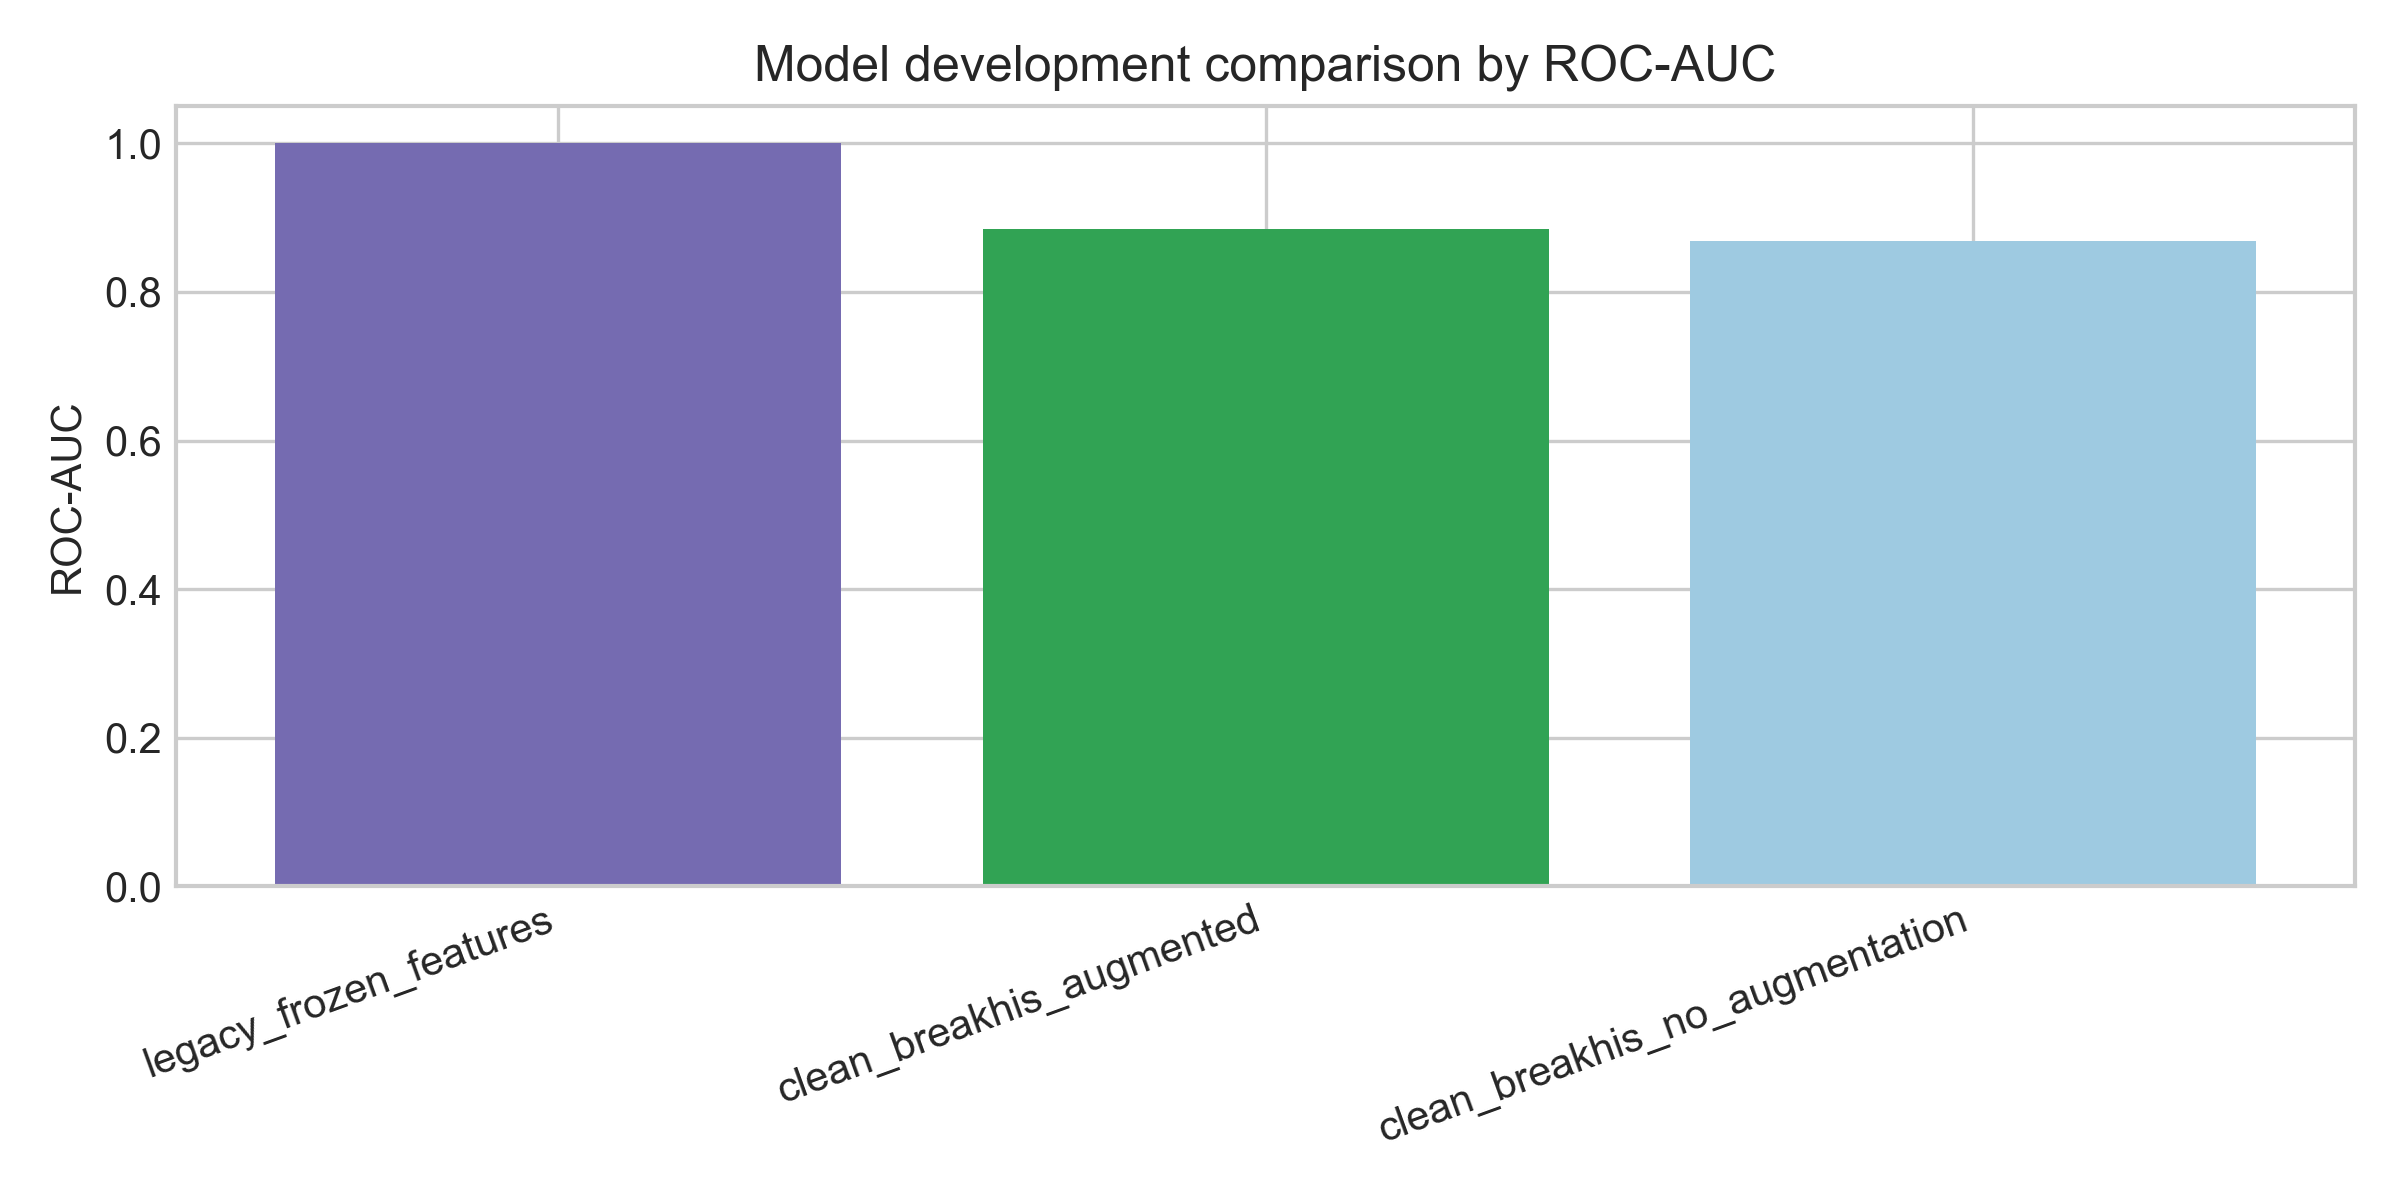 Model development comparison by ROC-AUC
ROC-AUC
1.0
0.8
0.6
0.4
0.2
0.0
legacy_frozen_features
clean_breakhis_augmented
clean_breakhis_no_augmentation